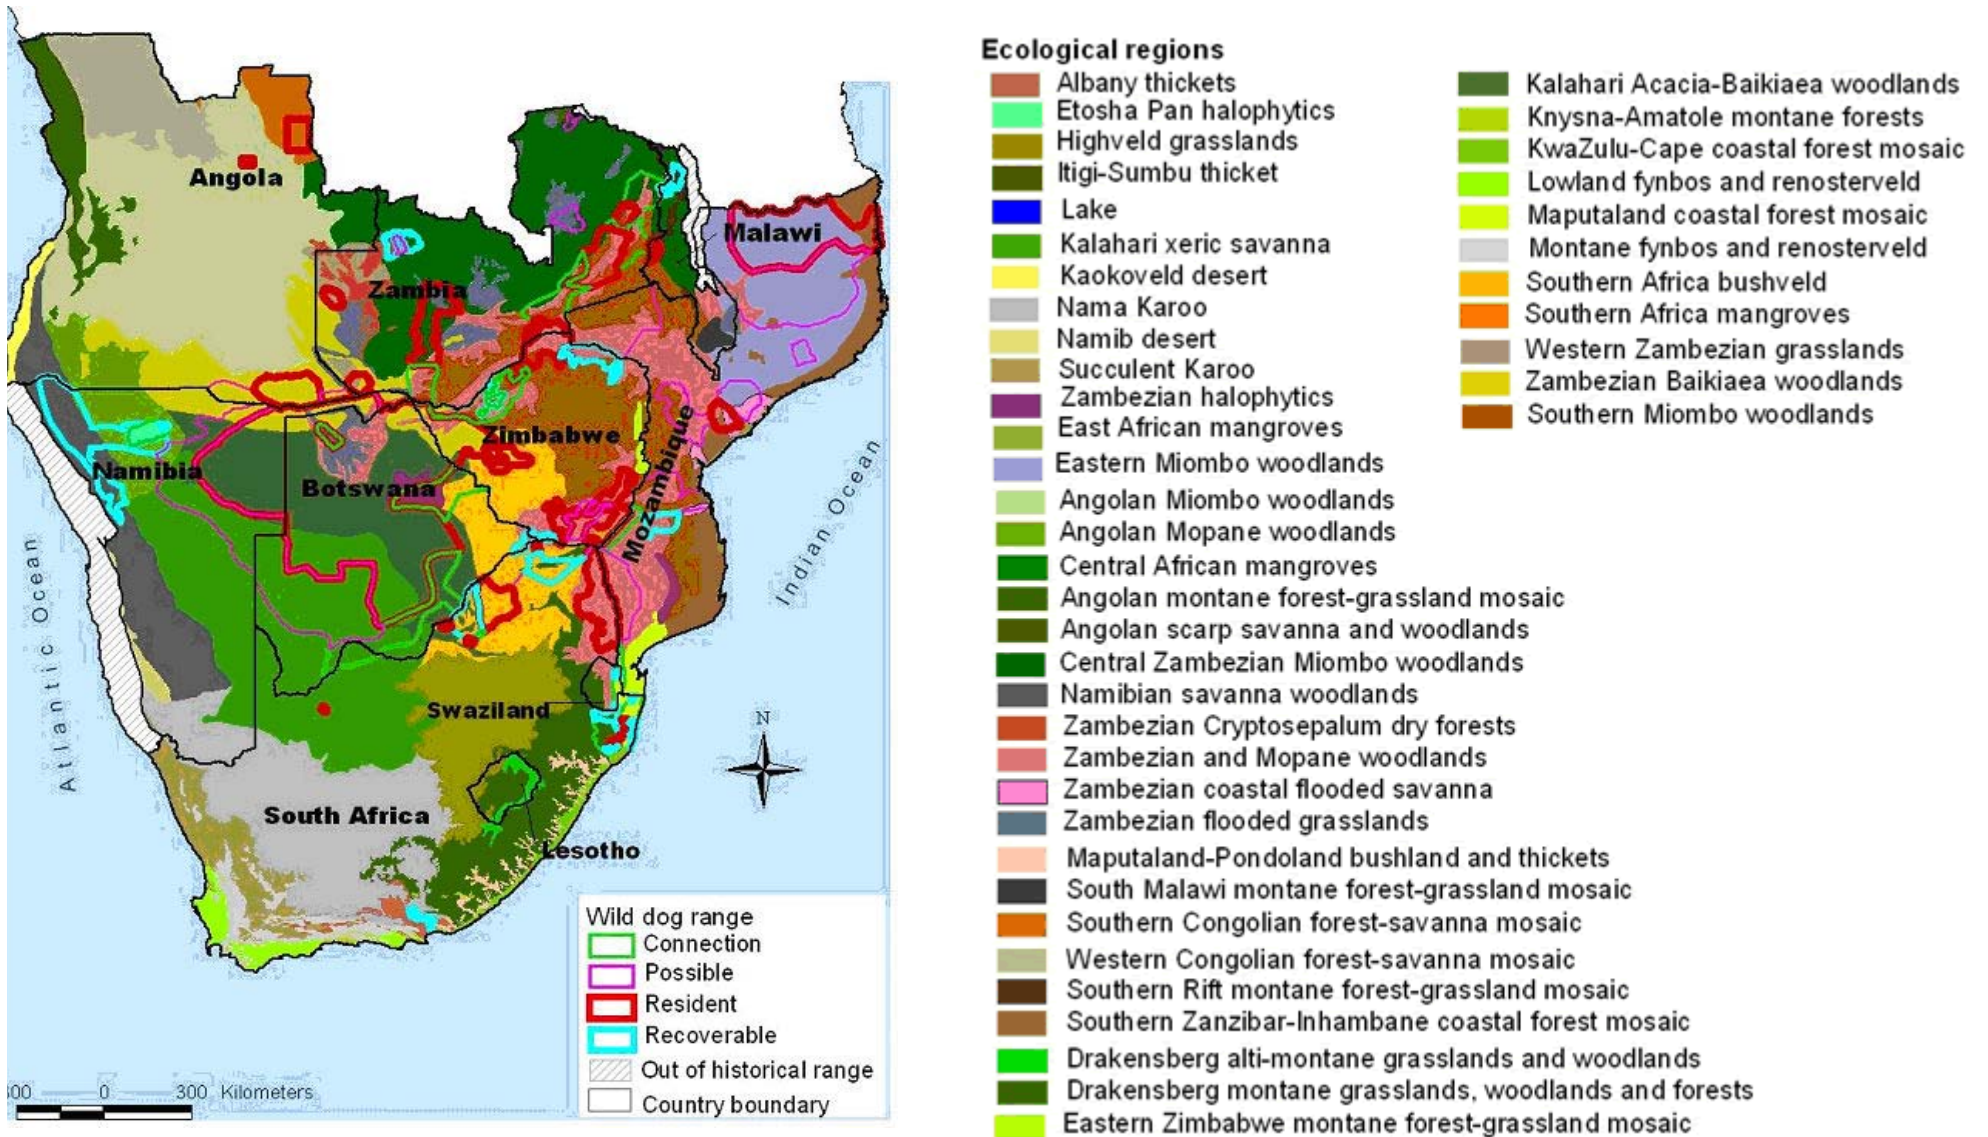 Angola
Malawi
Zambia
Zimbabwe
Mozambique
Namibia
Botswana
Atlantic Ocean
Indian Ocean
Swaziland
N
South Africa
Lesotho
Wild dog range
Connection
Possible
Resident
Recoverable
Out of historical range
Country boundary
0 300 Kilometers
Ecological regions
Albany thickets
Etosha Pan halophytics
Highveld grasslands
Itigi-Sumbu thicket
Lake
Kalahari xeric savanna
Kaokoveld desert
Nama Karoo
Namib desert
Succulent Karoo
Zambezian halophytics
East African mangroves
Eastern Miombo woodlands
Angolan Miombo woodlands
Angolan Mopane woodlands
Central African mangroves
Angolan montane forest-grassland mosaic
Angolan scarp savanna and woodlands
Central Zambezian Miombo woodlands
Namibian savanna woodlands
Zambezian Cryptosepalum dry forests
Zambezian and Mopane woodlands
Zambezian coastal flooded savanna
Zambezian flooded grasslands
Maputaland-Pondoland bushland and thickets
South Malawi montane forest-grassland mosaic
Southern Congolian forest-savanna mosaic
Western Congolian forest-savanna mosaic
Southern Rift montane forest-grassland mosaic
Southern Zanzibar-Inhambane coastal forest mosaic
Drakensberg alti-montane grasslands and woodlands
Drakensberg montane grasslands, woodlands and forests
Eastern Zimbabwe montane forest-grassland mosaic
Kalahari Acacia-Baikiaea woodlands
Knysna-Amatole montane forests
KwaZulu-Cape coastal forest mosaic
Lowland fynbos and renosterveld
Maputaland coastal forest mosaic
Montane fynbos and renosterveld
Southern Africa bushveld
Southern Africa mangroves
Western Zambezian grasslands
Zambezian Baikiaea woodlands
Southern Miombo woodlands